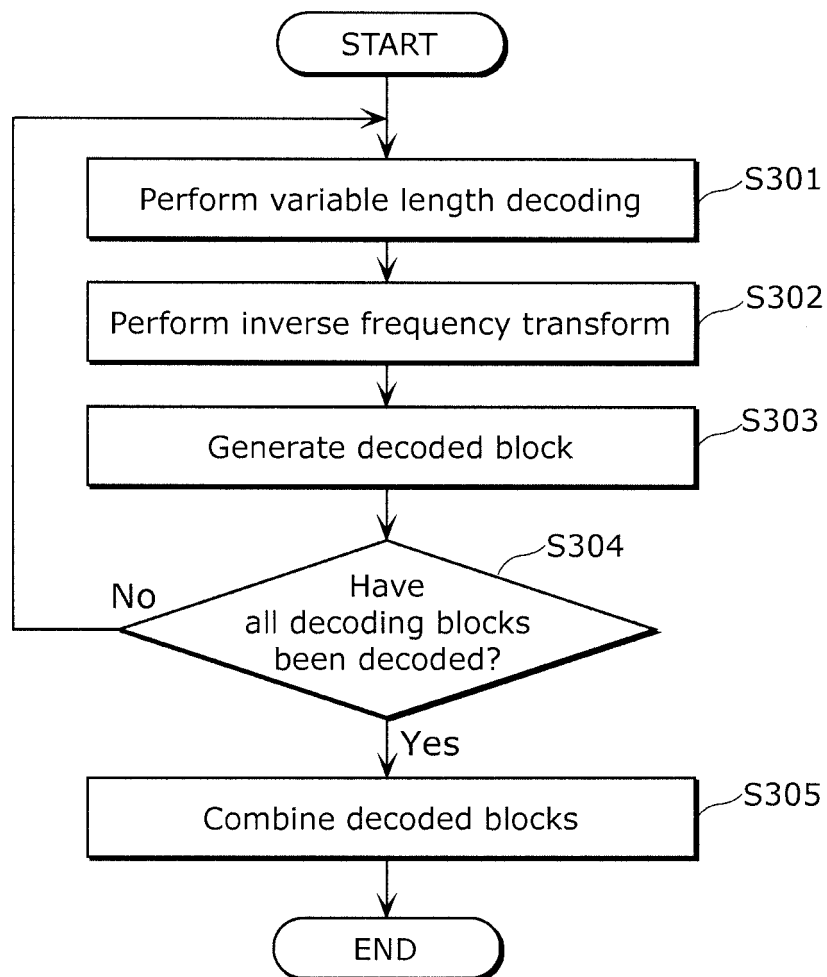 START
Perform variable length decoding
S301
Perform inverse frequency transform
S302
Generate decoded block
S303
S304
Have
all decoding blocks
been decoded?
No
Yes
Combine decoded blocks
S305
END